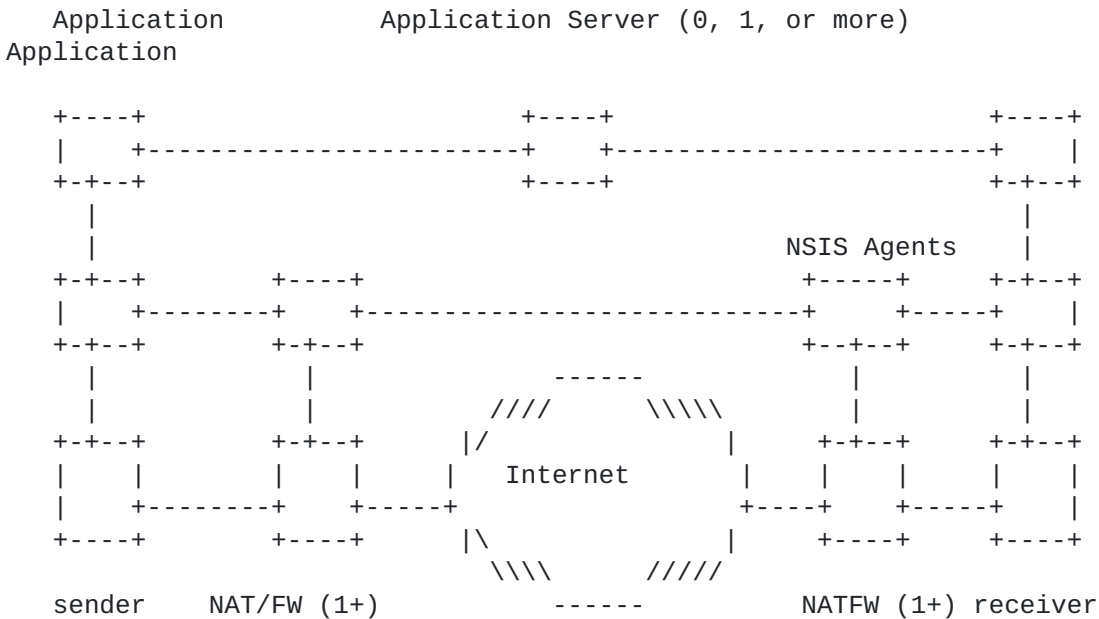 Application Application Server (0, 1, or more)
Application
NSIS Agents
Internet
sender NAT/FW (1+) NATFW (1+) receiver